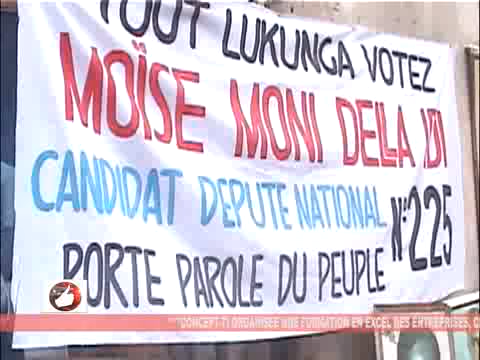 TOUT LUKUNGA VOTEZ
MOÏSE MONI DELLA IDI
CANDIDAT DEPUTE NATIONAL
N°:225
PORTE PAROLE DU PEUPLE
"CONCEPT-TI ORGANISEE UNE FORMATION EN EXCEL DES ENTREPRISES, C